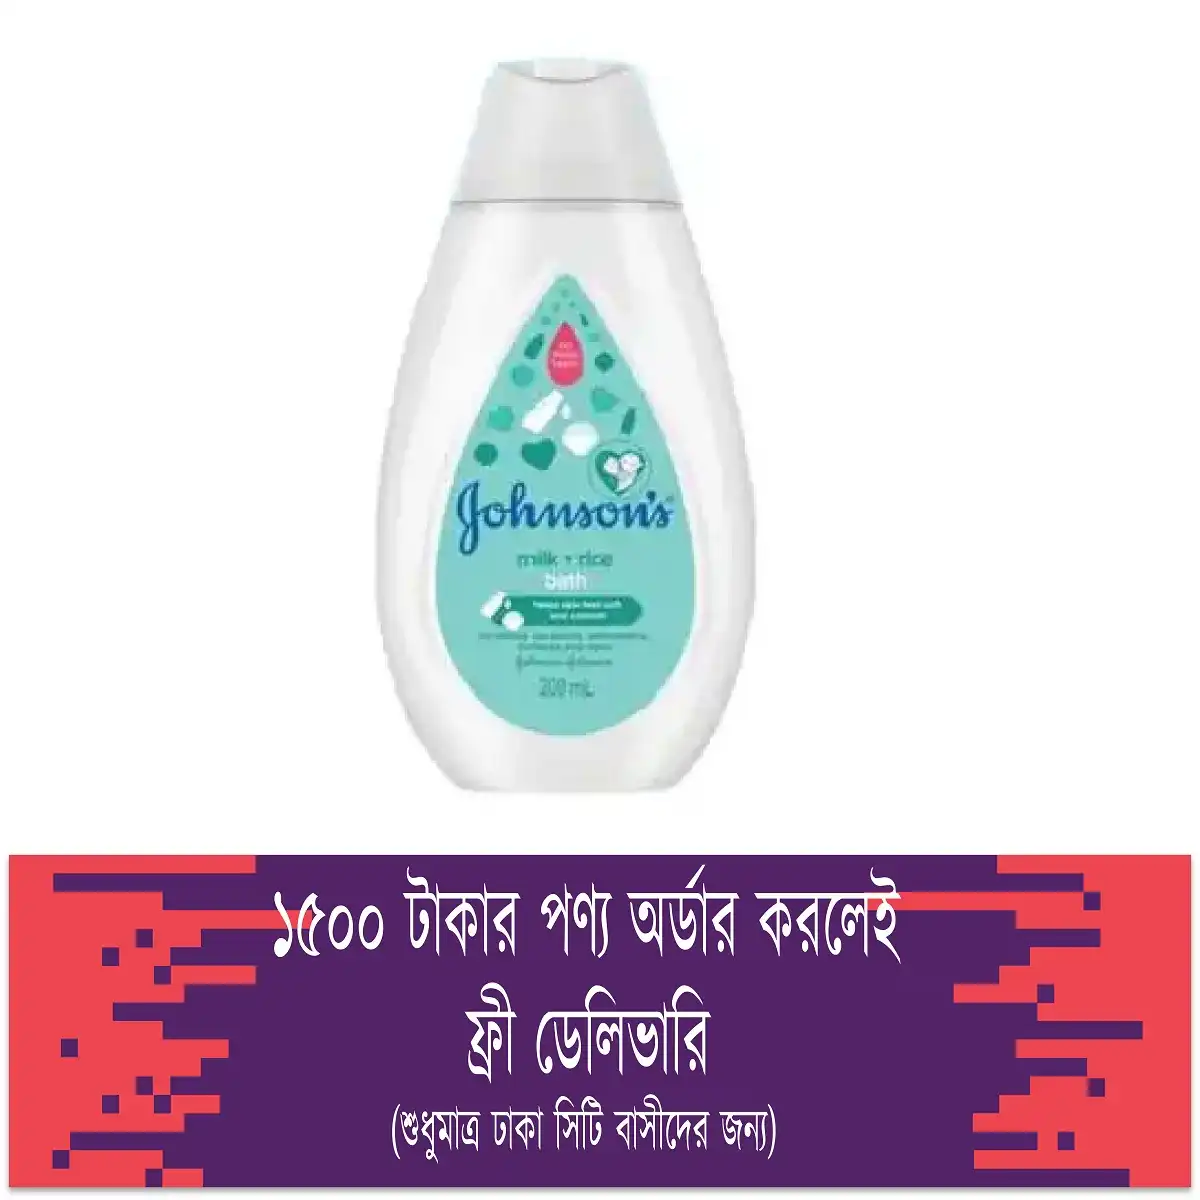 Johnson's
milk + rice
bath
200 mL
১৫০০ টাকার পণ্য অর্ডার করলেই
ফ্রী ডেলিভারি
(শুধুমাত্র ঢাকা সিটি বাসীদের জন্য)